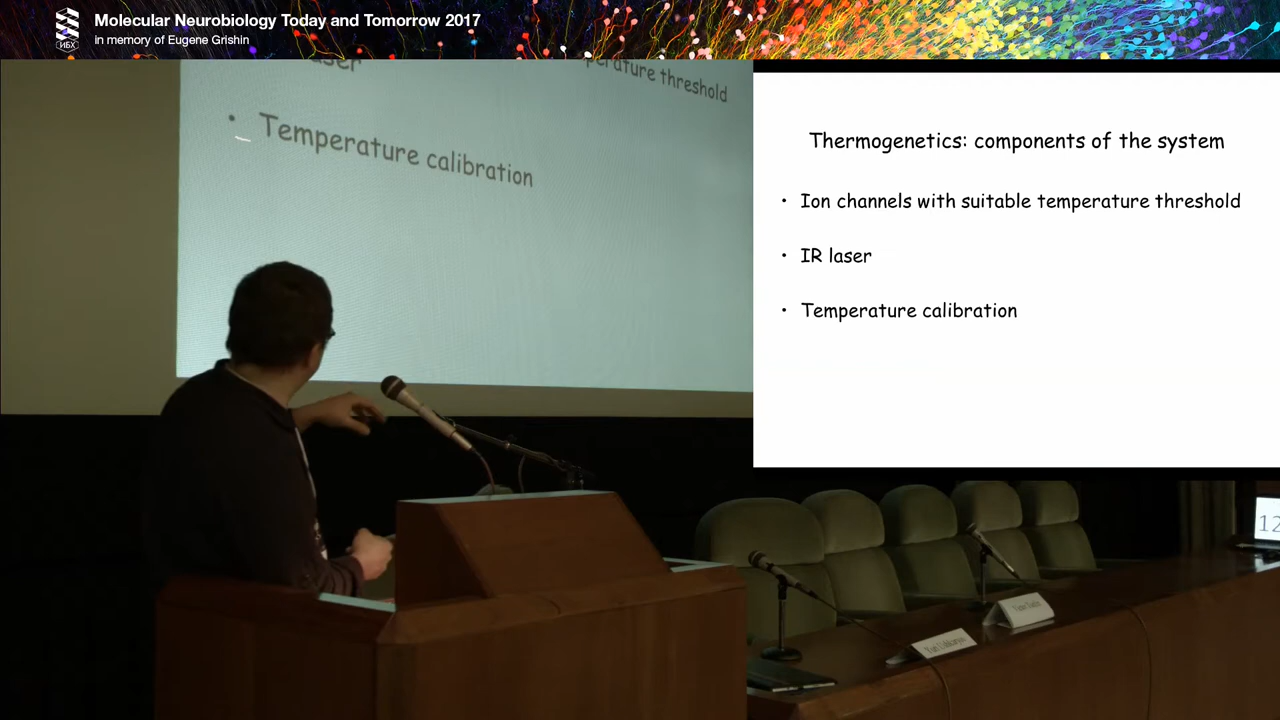 Molecular Neurobiology Today and Tomorrow 2017
in memory of Eugene Grishin
ИБХ
laser
perature threshold
• Temperature calibration
Thermogenetics: components of the system
• Ion channels with suitable temperature threshold
• IR laser
• Temperature calibration
12